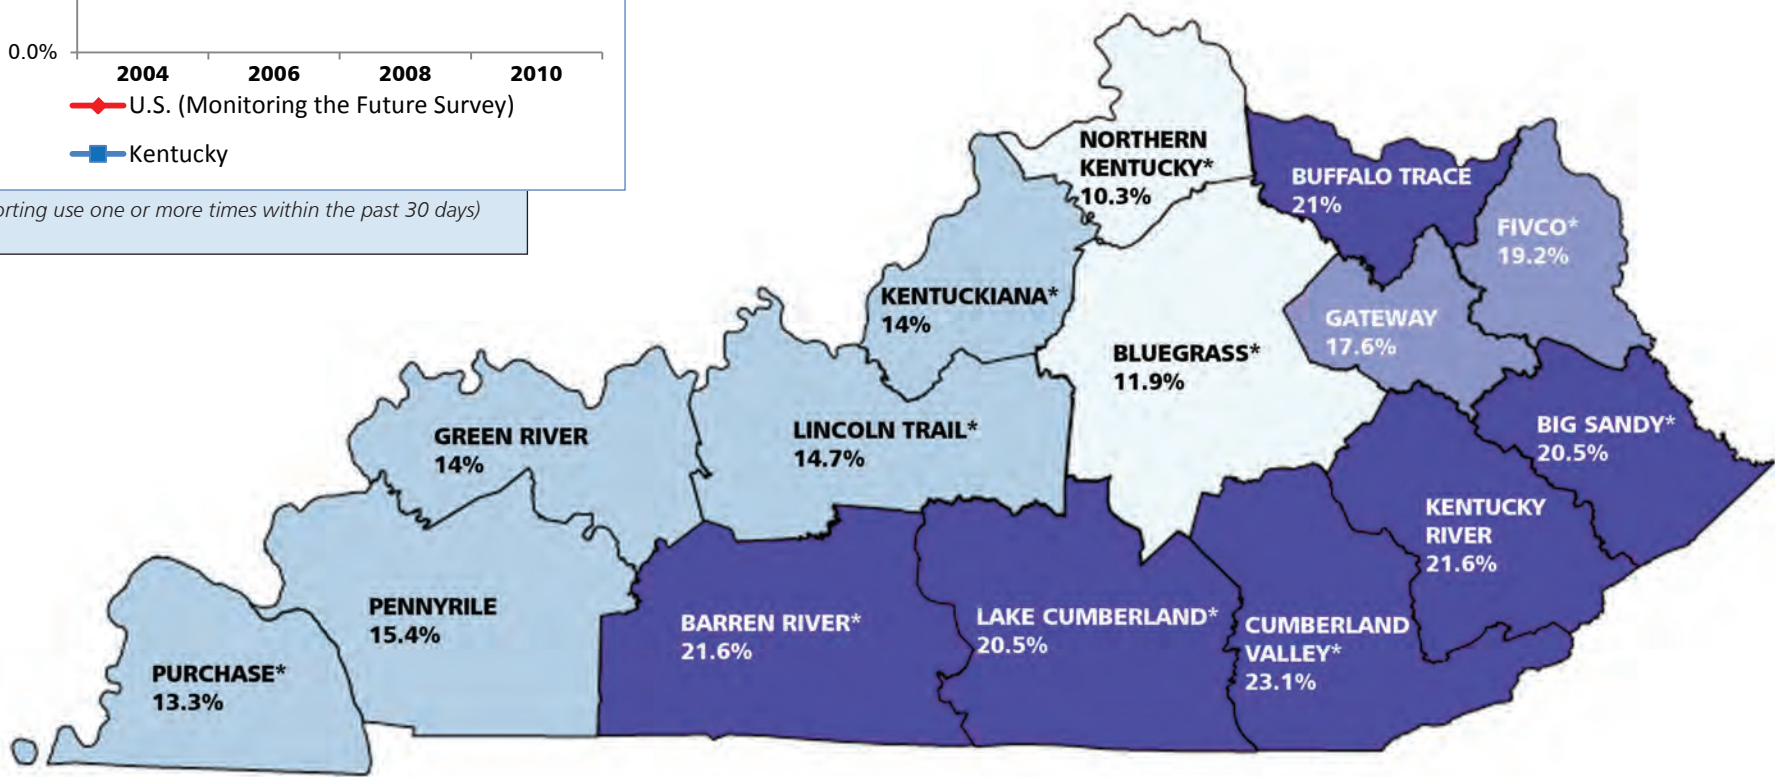 0.0%
2004 2006 2008 2010
U.S. (Monitoring the Future Survey)
Kentucky
orting use one or more times within the past 30 days)
NORTHERN
KENTUCKY*
10.3%
BUFFALO TRACE
21%
FIVCO*
19.2%
KENTUCKIANA*
14%
GATEWAY
17.6%
BLUEGRASS*
11.9%
GREEN RIVER
14%
LINCOLN TRAIL*
14.7%
BIG SANDY*
20.5%
KENTUCKY
RIVER
21.6%
PENNYRILE
15.4%
BARREN RIVER*
21.6%
LAKE CUMBERLAND*
20.5%
CUMBERLAND
VALLEY*
23.1%
PURCHASE*
13.3%